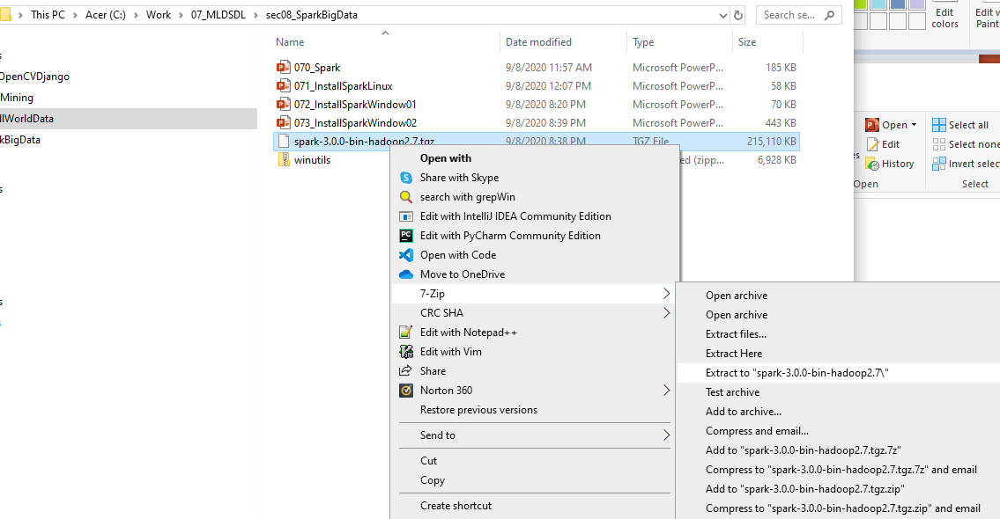 This PC > Acer (C:) > Work > 07_MLDSDL > sec08_SparkBigData
Search se...
Edit colors
Edit w
Paint
Name Date modified Type Size
s
OpenCVDjango
Mining
llWorldData
kBigData
s
s
s
070_Spark 9/8/2020 11:57 AM Microsoft PowerP... 185 KB
071_InstallSparkLinux 9/8/2020 12:07 PM Microsoft PowerP... 58 KB
072_InstallSparkWindow01 9/8/2020 8:20 PM Microsoft PowerP... 70 KB
073_InstallSparkWindow02 9/8/2020 8:39 PM Microsoft PowerP... 443 KB
spark-3.0.0-bin-hadoop2.7.tgz 9/8/2020 8:38 PM TGZ File 215,110 KB
winutils ed (zipp... 6,928 KB
Open
Edit
es
History
Open
Select all
Select none
Invert selec
Select
Open with
Share with Skype
search with grepWin
Edit with IntelliJ IDEA Community Edition
Edit with PyCharm Community Edition
Open with Code
Move to OneDrive
7-Zip
CRC SHA
Edit with Notepad++
Edit with Vim
Share
Norton 360
Restore previous versions
Send to
Cut
Copy
Create shortcut
Open archive
Open archive
Extract files...
Extract Here
Extract to "spark-3.0.0-bin-hadoop2.7\"
Test archive
Add to archive...
Compress and email...
Add to "spark-3.0.0-bin-hadoop2.7.tgz.7z"
Compress to "spark-3.0.0-bin-hadoop2.7.tgz.7z" and email
Add to "spark-3.0.0-bin-hadoop2.7.tgz.zip"
Compress to "spark-3.0.0-bin-hadoop2.7.tgz.zip" and email